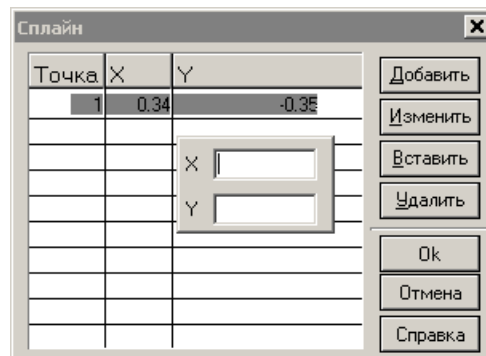 Сплайн
Точка X Y
1 0.34 -0.35
X
Y
Добавить
Изменить
Вставить
Удалить
Ok
Отмена
Справка